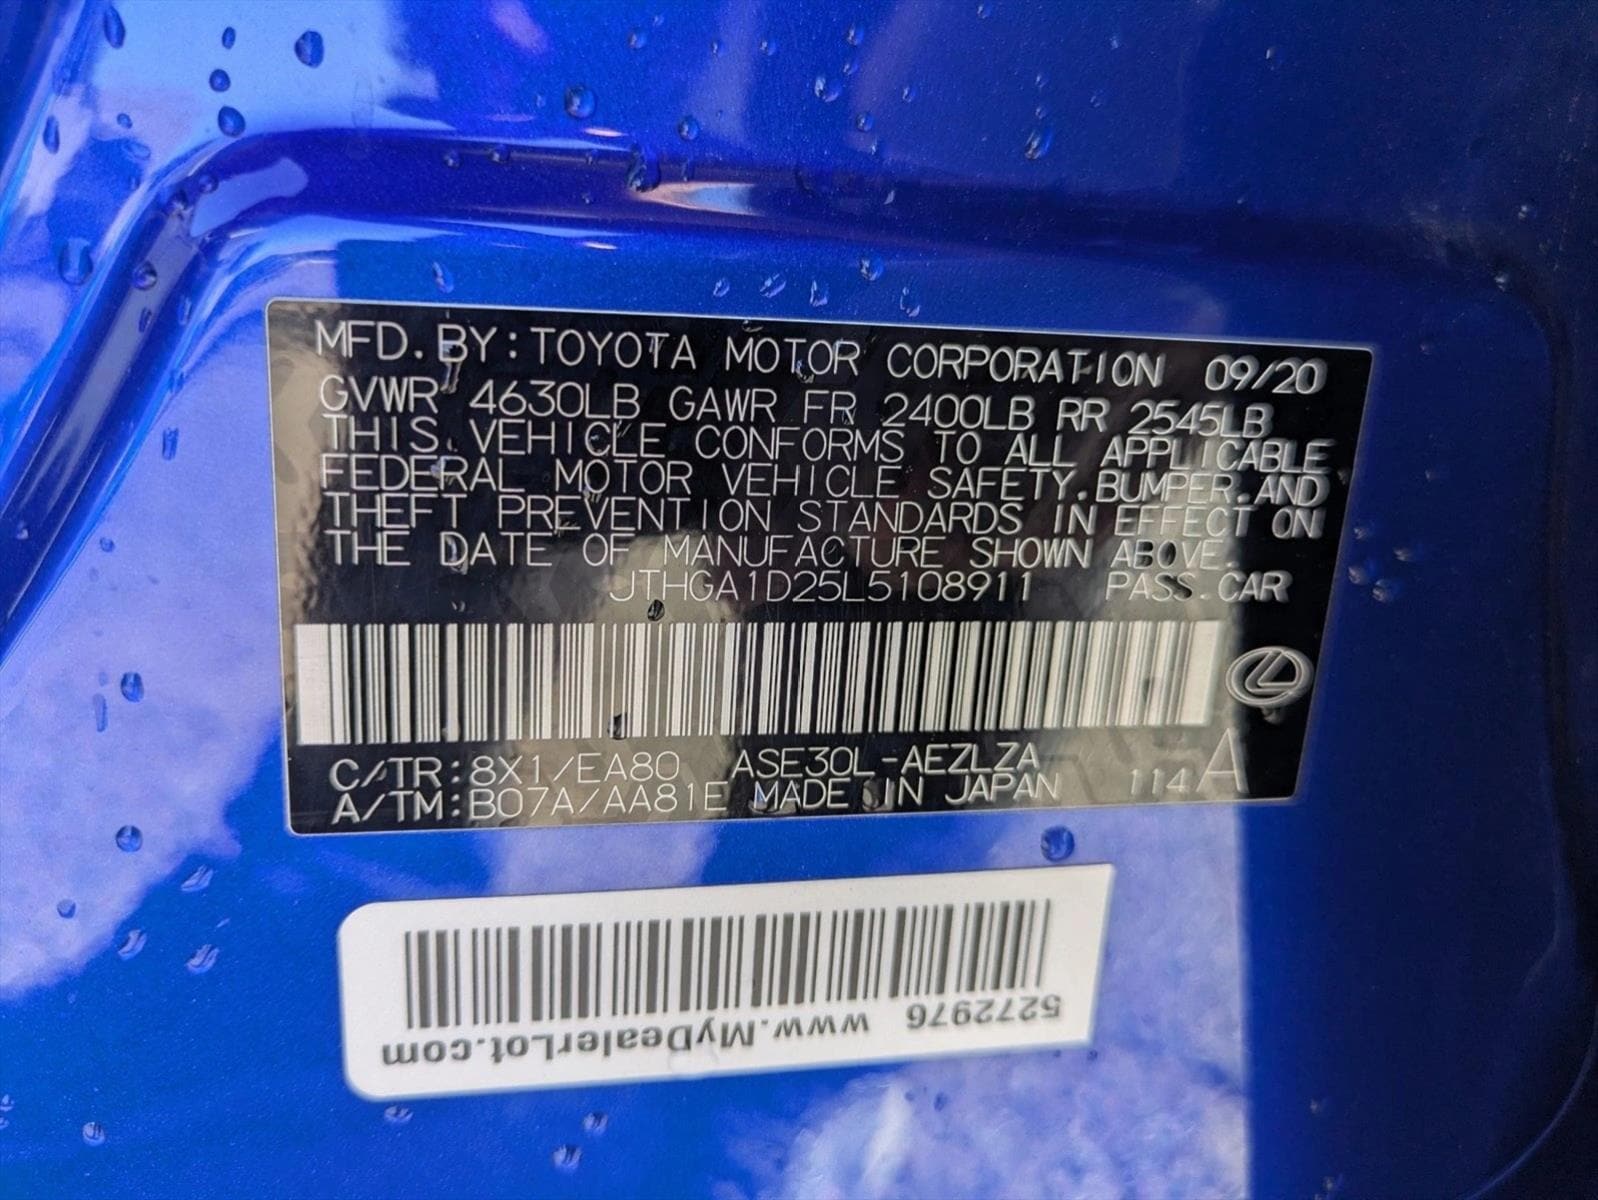 MFD. BY: TOYOTA MOTOR CORPORATION 09/20
GVWR 4630LB GAWR FR 2400LB RR 2545LB
THIS VEHICLE CONFORMS TO ALL APPLICABLE
FEDERAL MOTOR VEHICLE SAFETY, BUMPER, AND
THEFT PREVENTION STANDARDS IN EFFECT ON
THE DATE OF MANUFACTURE SHOWN ABOVE.
JTHGA1D25L5108911 PASS. CAR
C/TR: 8X1/EA80 ASE30L-AEZLZA
A/TM: B07A/AA81E MADE IN JAPAN 114 A
5272976 www.MyDealerLot.com